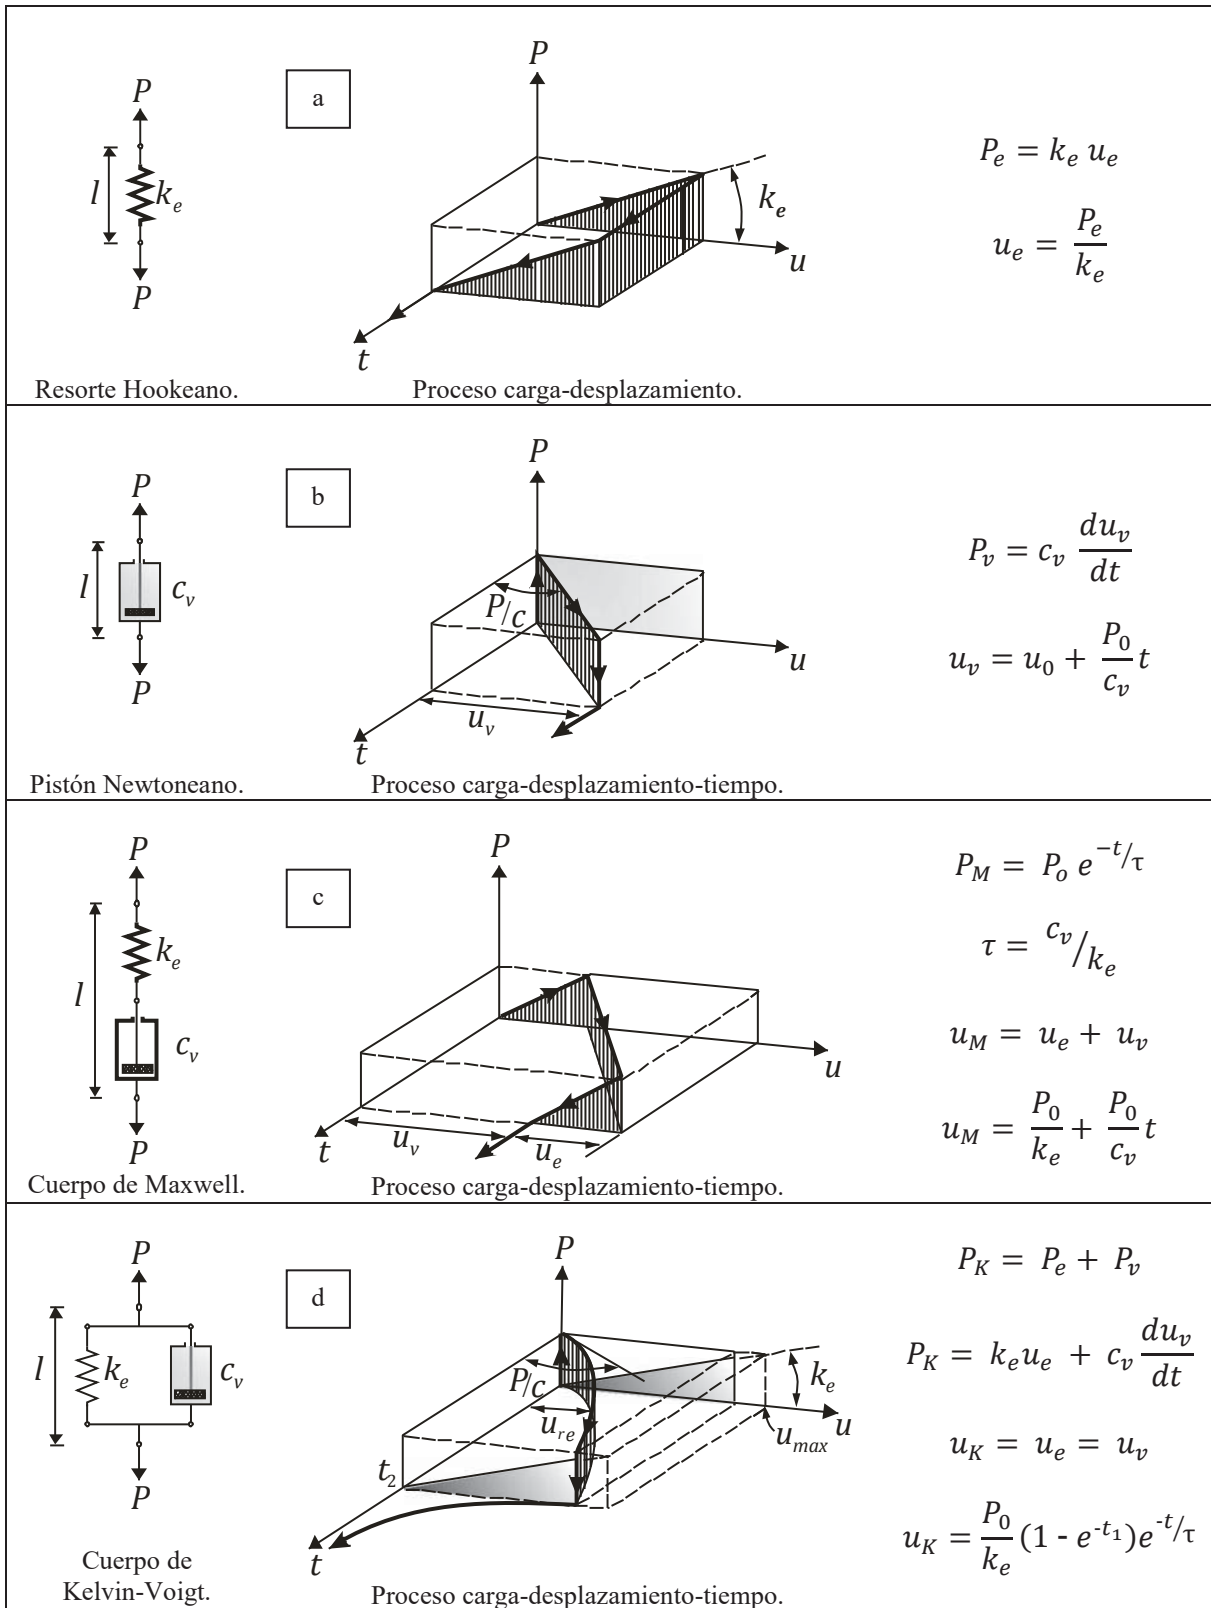 P
a
P
l
k_e
P
k_e
u
t
P_e = k_e u_e
u_e = P_e / k_e
Resorte Hookeano.
Proceso carga-desplazamiento.
P
b
P
l
c_v
P
P/c
u
u_v
t
P_v = c_v du_v/dt
u_v = u_0 + P_0/c_v t
Pistón Newtoneano.
Proceso carga-desplazamiento-tiempo.
P
c
P
k_e
l
c_v
P
u
u_v
u_e
t
P_M = P_o e^{-t/τ}
τ = c_v/k_e
u_M = u_e + u_v
u_M = P_0/k_e + P_0/c_v t
Cuerpo de Maxwell.
Proceso carga-desplazamiento-tiempo.
P
d
P
l
k_e
c_v
P
P/c
k_e
u_re
u_max
u
t_2
t
P_K = P_e + P_v
P_K = k_e u_e + c_v du_v/dt
u_K = u_e = u_v
u_K = P_0/k_e (1 - e^{-t_1})e^{-t/τ}
Cuerpo de
Kelvin-Voigt.
Proceso carga-desplazamiento-tiempo.